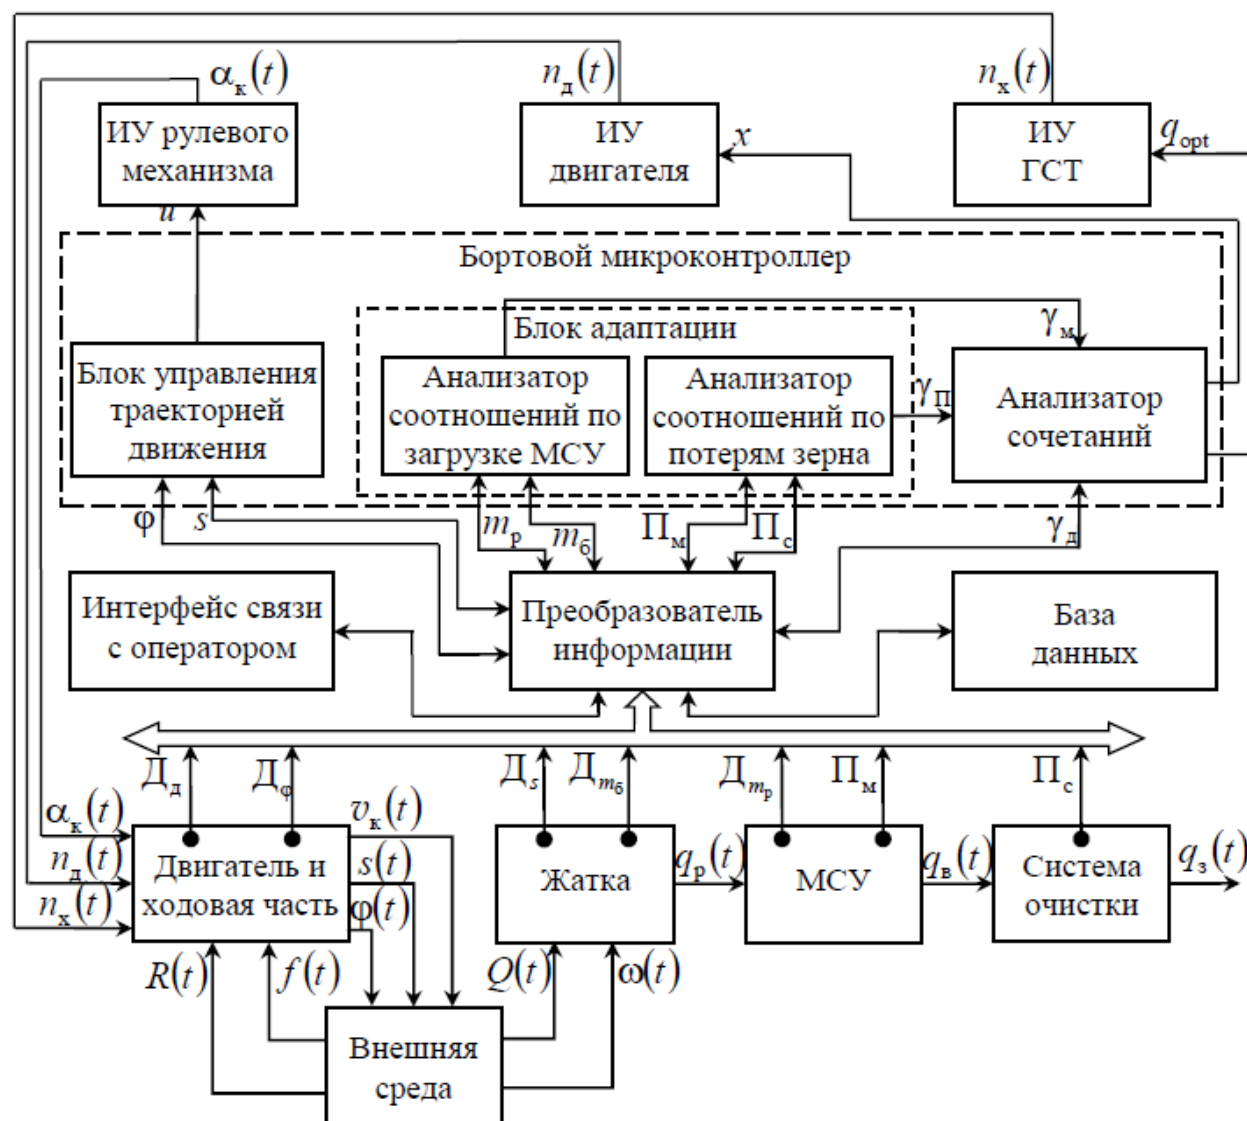 αк(t)
nд(t)
nх(t)
ИУ рулевого
механизма
ИУ
двигателя
x
ИУ
ГСТ
qopt
u
Бортовой микроконтроллер
Блок адаптации
γм
Блок управления
траекторией
движения
Анализатор
соотношений по
загрузке МСУ
Анализатор
соотношений по
потерям зерна
γП
Анализатор
сочетаний
φ
s
mр
mб
Пм
Пс
γд
Интерфейс связи
с оператором
Преобразователь
информации
База
данных
Дд
Дφ
Дs
Дmб
Дmр
Пм
Пс
αк(t)
nд(t)
nх(t)
Двигатель и
ходовая часть
vк(t)
s(t)
φ(t)
Жатка
qр(t)
МСУ
qв(t)
Система
очистки
qз(t)
R(t)
f(t)
Q(t)
ω(t)
Внешняя
среда